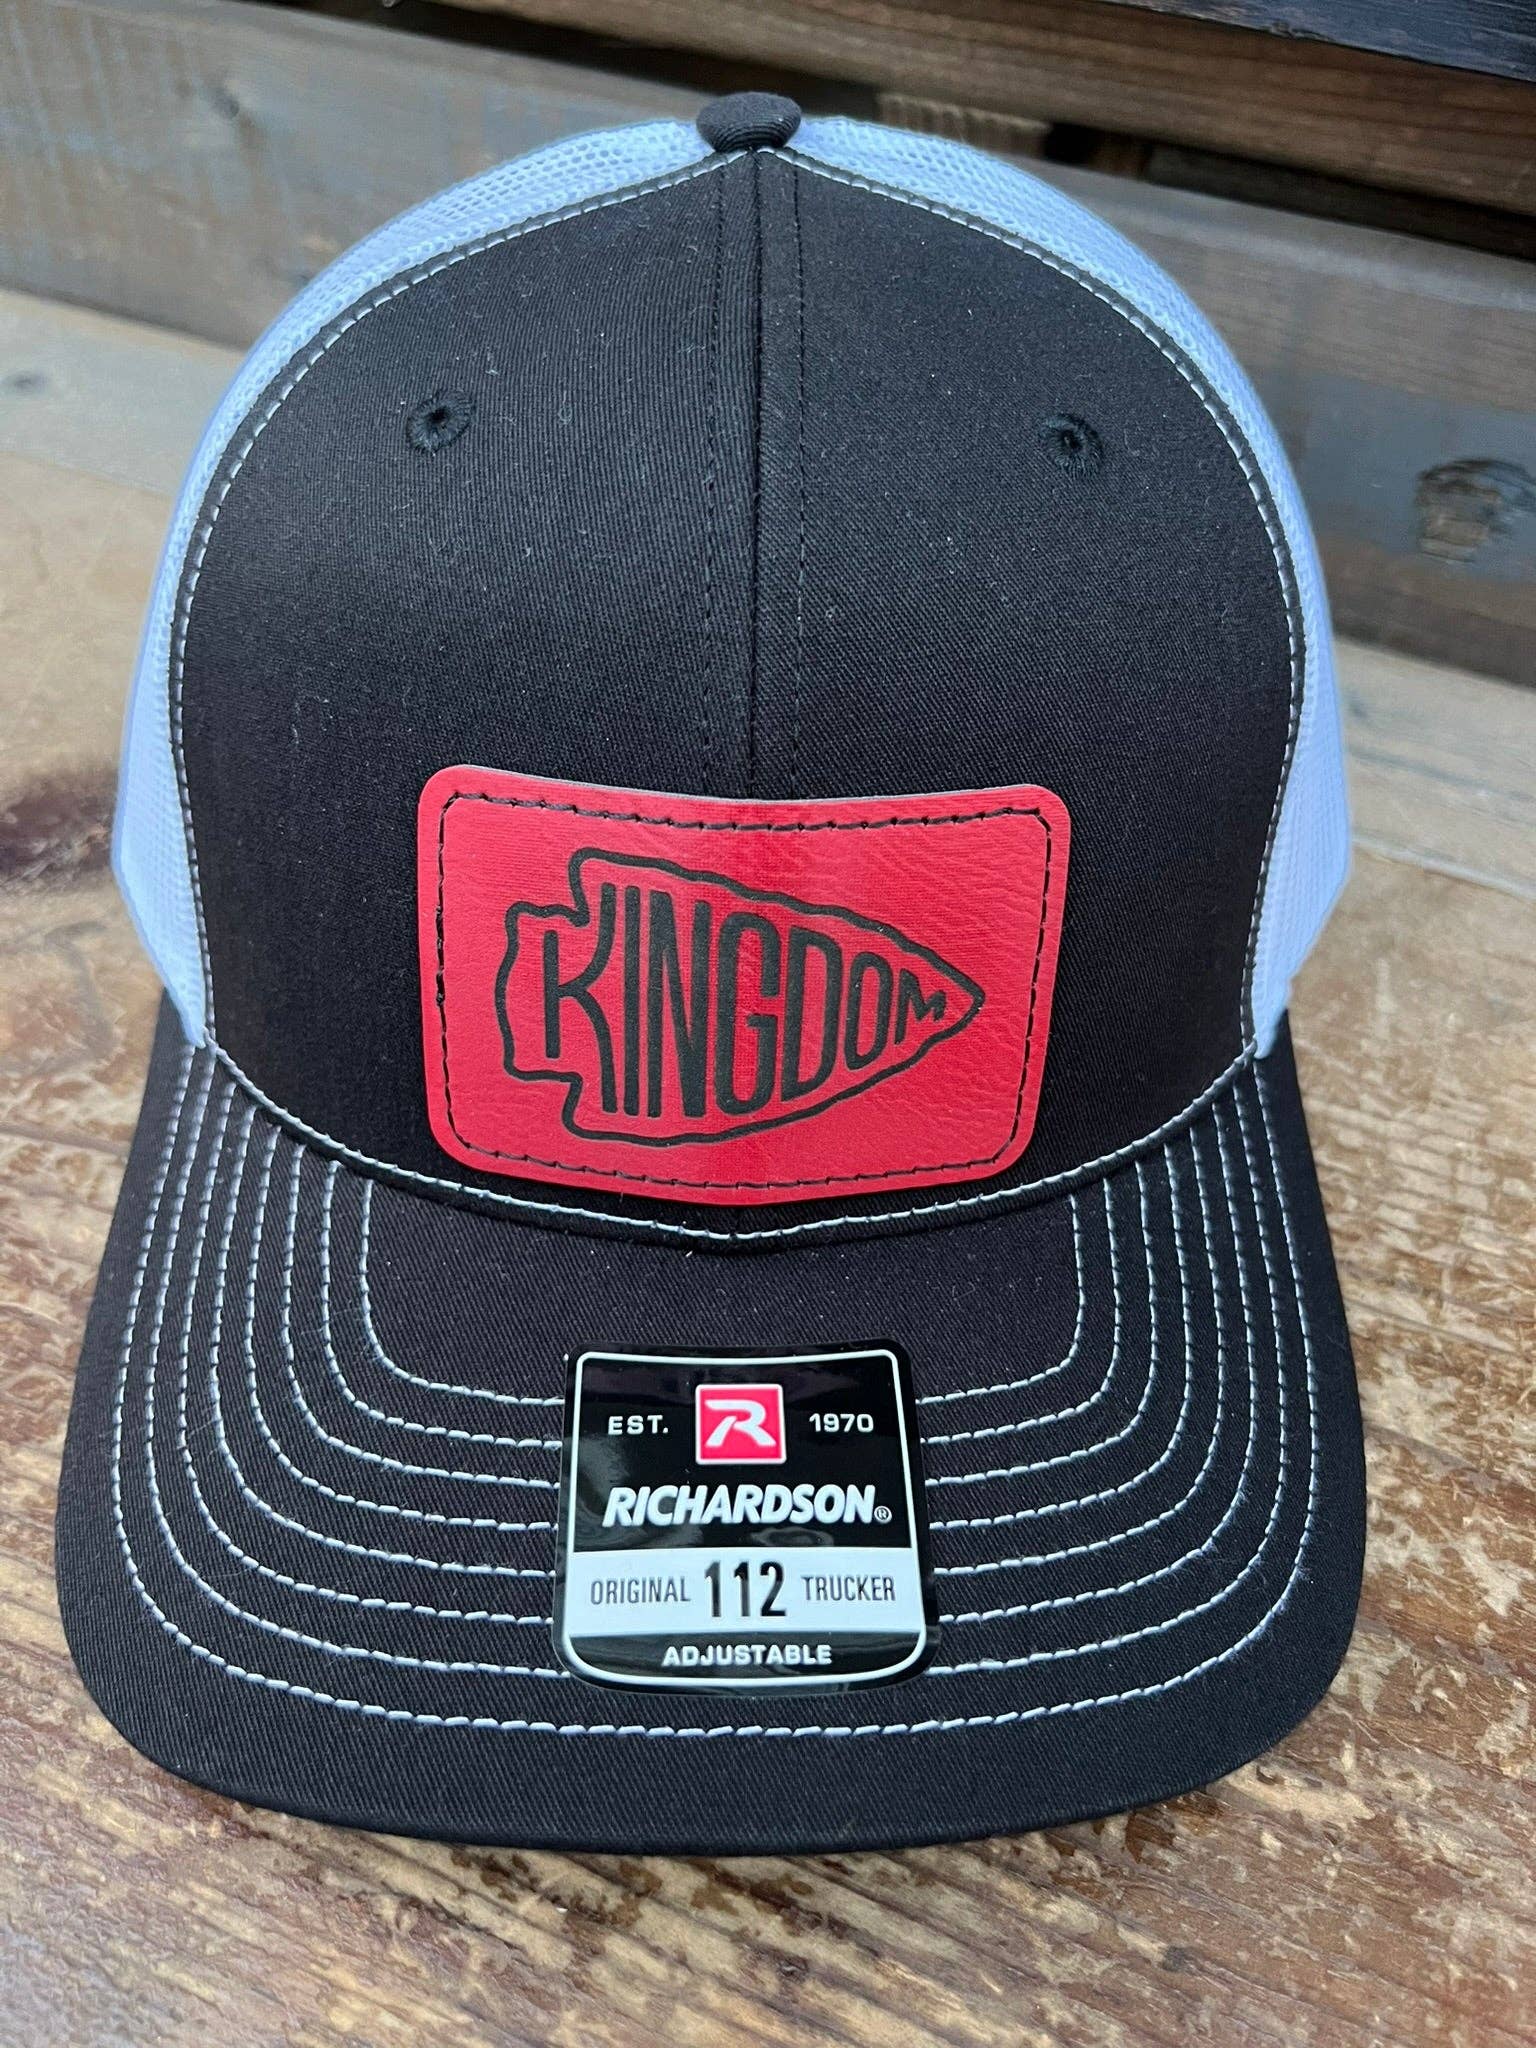 KINGDOM
EST. R 1970
RICHARDSON®
ORIGINAL 112 TRUCKER
ADJUSTABLE